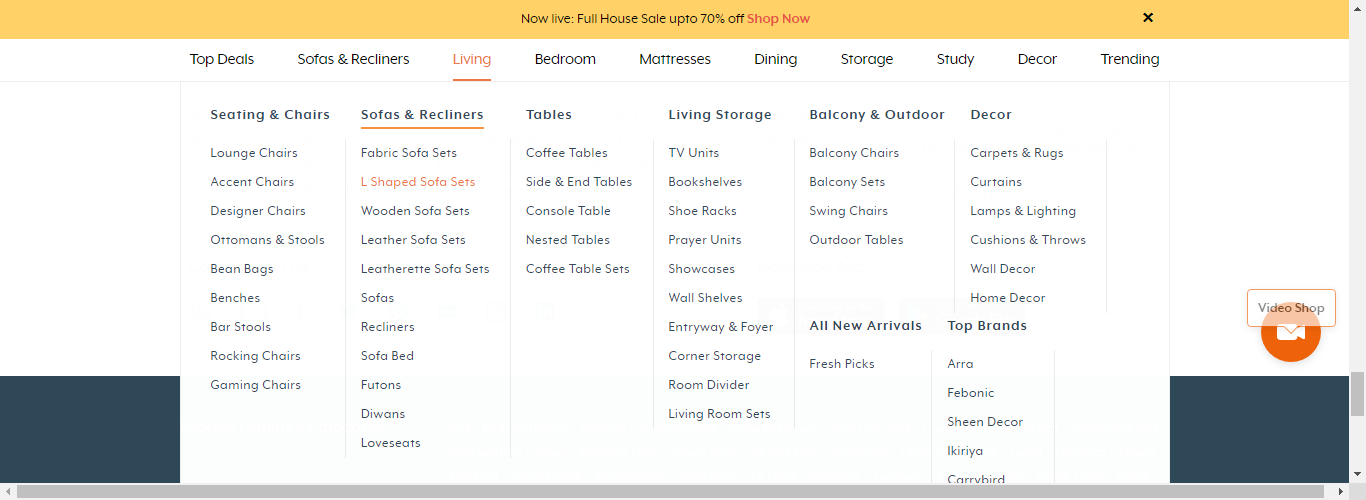 Now live: Full House Sale upto 70% off Shop Now
Top Deals
Sofas & Recliners
Living
Bedroom
Mattresses
Dining
Storage
Study
Decor
Trending
Seating & Chairs
Lounge Chairs
Accent Chairs
Designer Chairs
Ottomans & Stools
Bean Bags
Benches
Bar Stools
Rocking Chairs
Gaming Chairs
Sofas & Recliners
Fabric Sofa Sets
L Shaped Sofa Sets
Wooden Sofa Sets
Leather Sofa Sets
Leatherette Sofa Sets
Sofas
Recliners
Sofa Bed
Futons
Diwans
Loveseats
Tables
Coffee Tables
Side & End Tables
Console Table
Nested Tables
Coffee Table Sets
Living Storage
TV Units
Bookshelves
Shoe Racks
Prayer Units
Showcases
Wall Shelves
Entryway & Foyer
Corner Storage
Room Divider
Living Room Sets
Balcony & Outdoor
Balcony Chairs
Balcony Sets
Swing Chairs
Outdoor Tables
Decor
Carpets & Rugs
Curtains
Lamps & Lighting
Cushions & Throws
Wall Decor
Home Decor
All New Arrivals
Fresh Picks
Top Brands
Arra
Febonic
Sheen Decor
Ikiriya
Carrybird
Video Shop